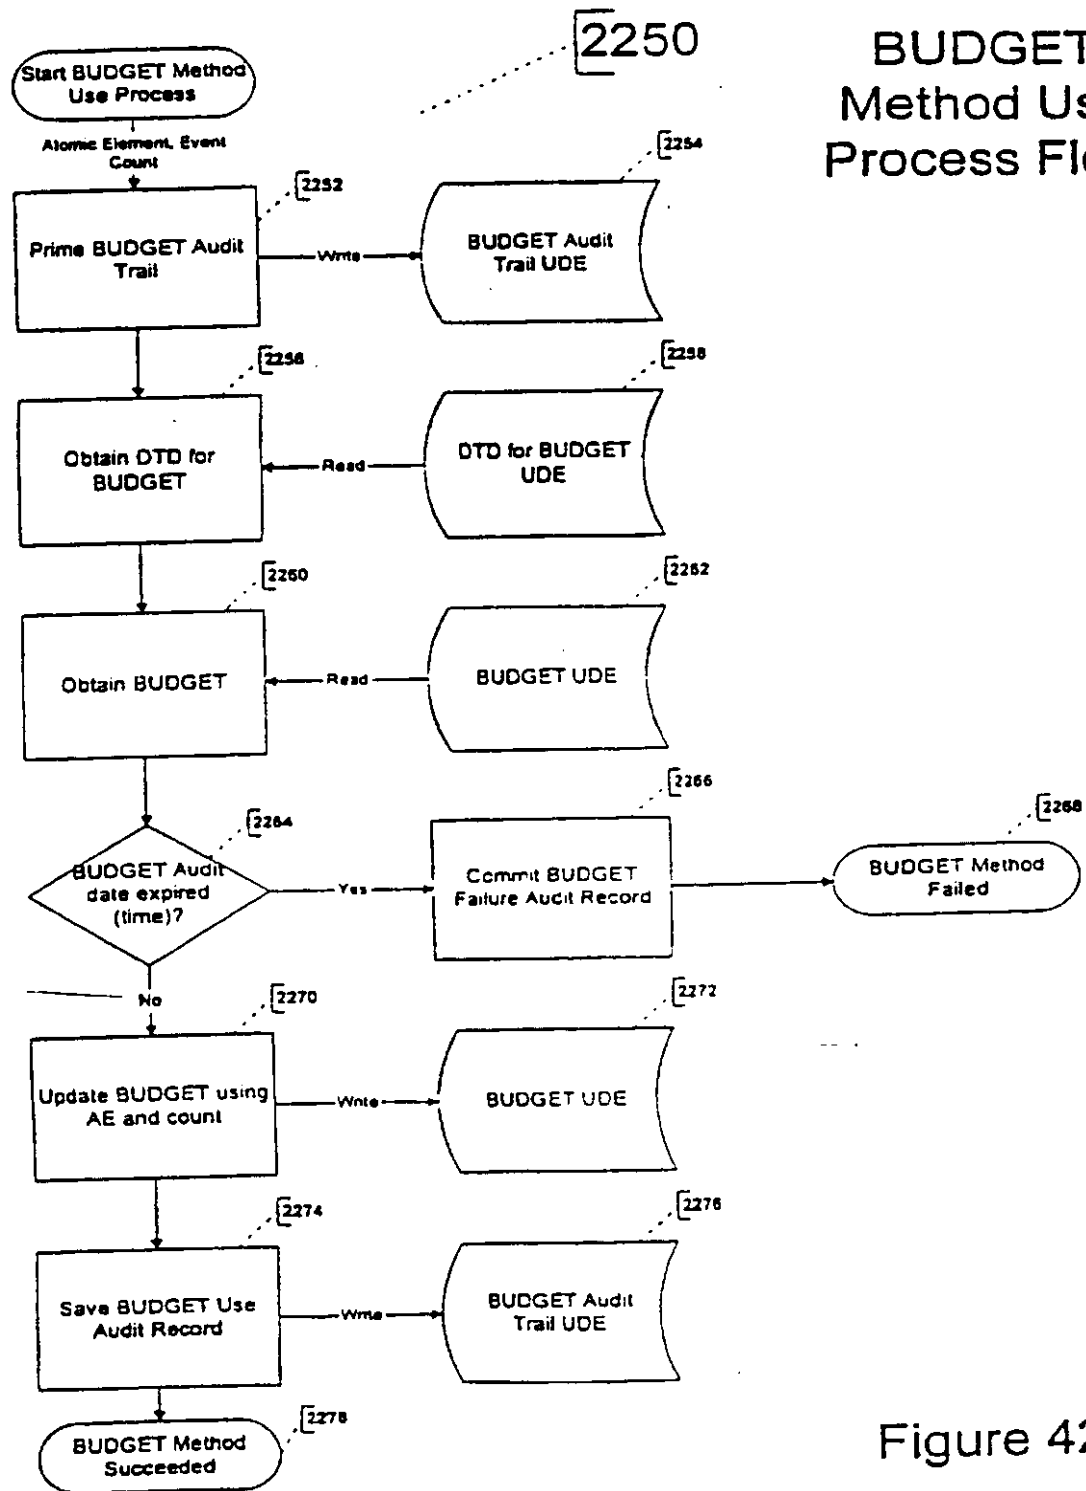 2250
BUDGET
Method Us
Process Fl
Start BUDGET Method
Use Process
Atomic Element, Event
Count
2252
2254
Prime BUDGET Audit
Trail
Write
BUDGET Audit
Trail UDE
2256
2258
Obtain DTD for
BUDGET
Read
DTD for BUDGET
UDE
2260
2262
Obtain BUDGET
Read
BUDGET UDE
2264
2266
2268
BUDGET Audit
date expired
(time)?
Yes
Commit BUDGET
Failure Audit Record
BUDGET Method
Failed
No
2270
2272
Update BUDGET using
AE and count
Write
BUDGET UDE
2274
2276
Save BUDGET Use
Audit Record
Write
BUDGET Audit
Trail UDE
2278
BUDGET Method
Succeeded
Figure 42